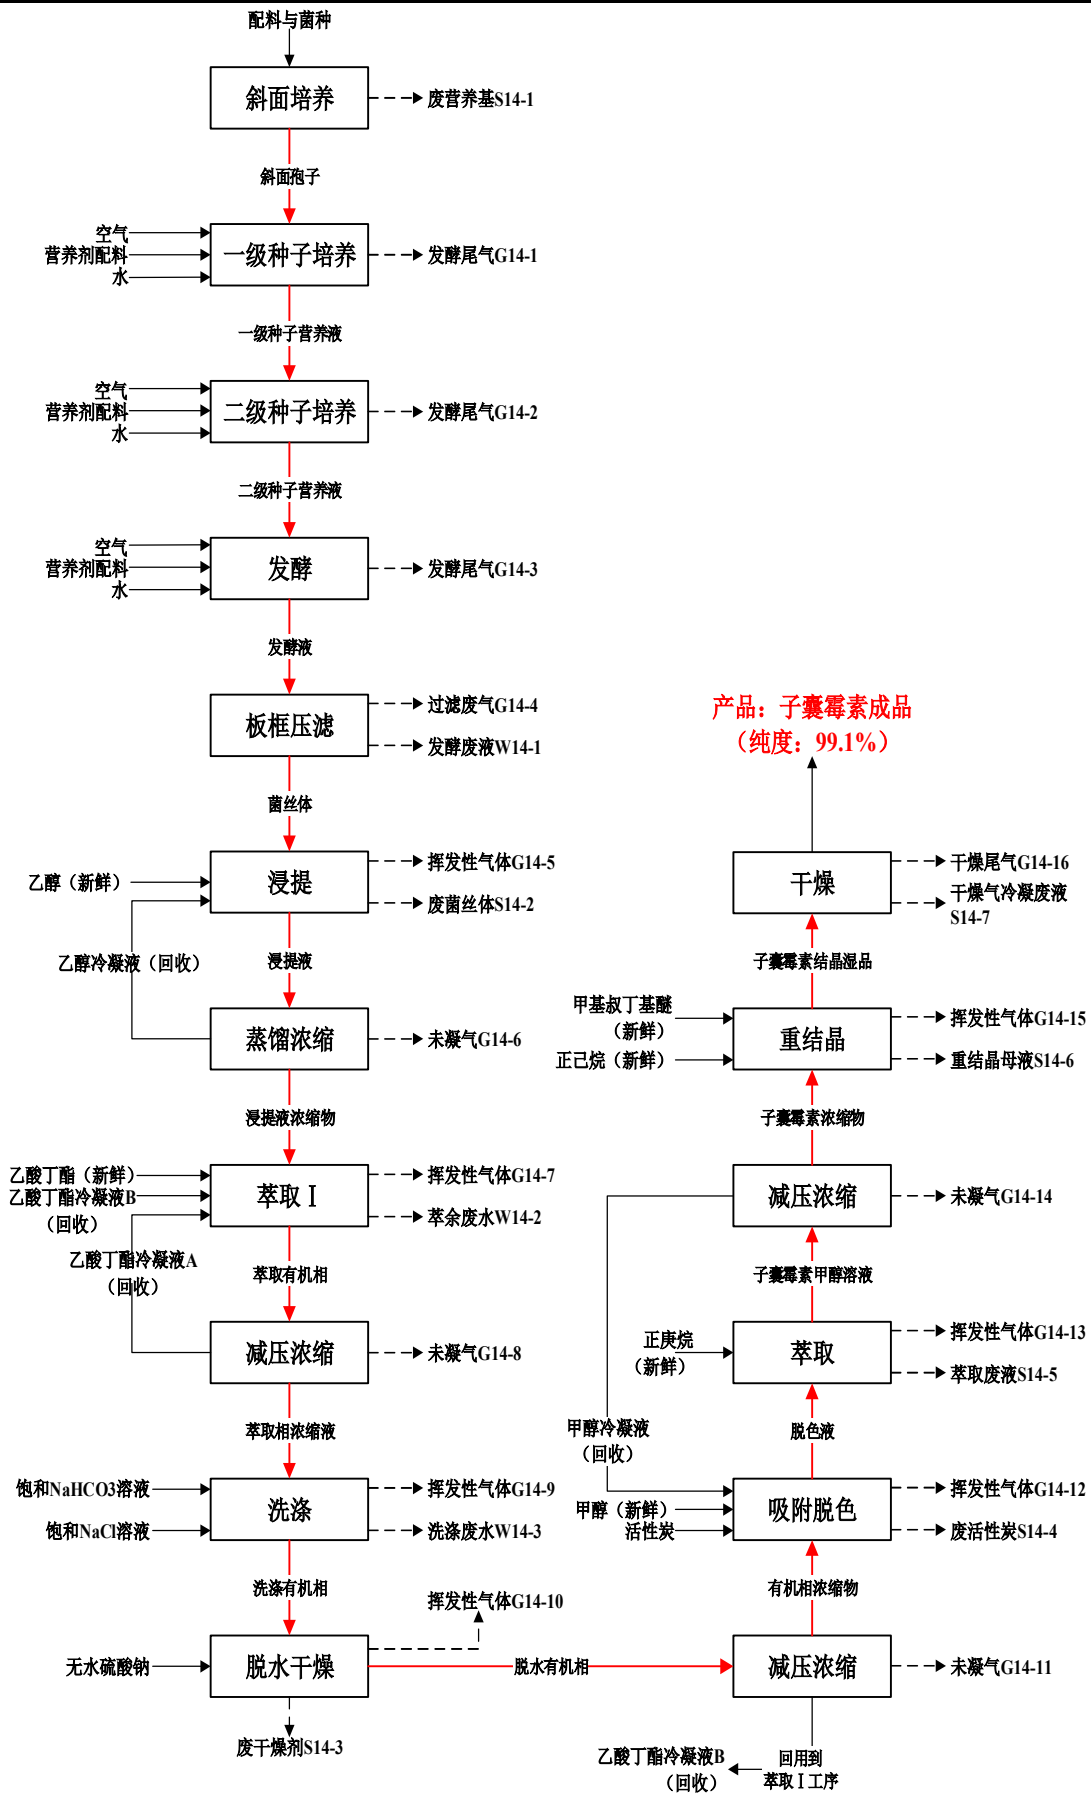 配料与菌种
斜面培养
废营养基S14-1
斜面孢子
空气
营养剂配料
水
一级种子培养
发酵尾气G14-1
一级种子营养液
空气
营养剂配料
水
二级种子培养
发酵尾气G14-2
二级种子营养液
空气
营养剂配料
水
发酵
发酵尾气G14-3
发酵液
板框压滤
过滤废气G14-4
发酵废液W14-1
菌丝体
乙醇（新鲜）
浸提
挥发性气体G14-5
废菌丝体S14-2
乙醇冷凝液（回收）
浸提液
蒸馏浓缩
未凝气G14-6
浸提液浓缩物
乙酸丁酯（新鲜）
乙酸丁酯冷凝液B
（回收）
萃取Ⅰ
挥发性气体G14-7
萃余废水W14-2
乙酸丁酯冷凝液A
（回收）
萃取有机相
减压浓缩
未凝气G14-8
萃取相浓缩液
饱和NaHCO3溶液
饱和NaCl溶液
洗涤
挥发性气体G14-9
洗涤废水W14-3
洗涤有机相
挥发性气体G14-10
无水硫酸钠
脱水干燥
脱水有机相
废干燥剂S14-3
减压浓缩
未凝气G14-11
回用到
萃取Ⅰ工序
乙酸丁酯冷凝液B
（回收）
有机相浓缩物
甲醇冷凝液
（回收）
甲醇（新鲜）
活性炭
吸附脱色
挥发性气体G14-12
废活性炭S14-4
脱色液
正庚烷
（新鲜）
萃取
挥发性气体G14-13
萃取废液S14-5
子囊霉素甲醇溶液
减压浓缩
未凝气G14-14
子囊霉素浓缩物
甲基叔丁基醚
（新鲜）
正己烷（新鲜）
重结晶
挥发性气体G14-15
重结晶母液S14-6
子囊霉素结晶湿品
干燥
干燥尾气G14-16
干燥气冷凝废液
S14-7
产品：子囊霉素成品
（纯度：99.1%）